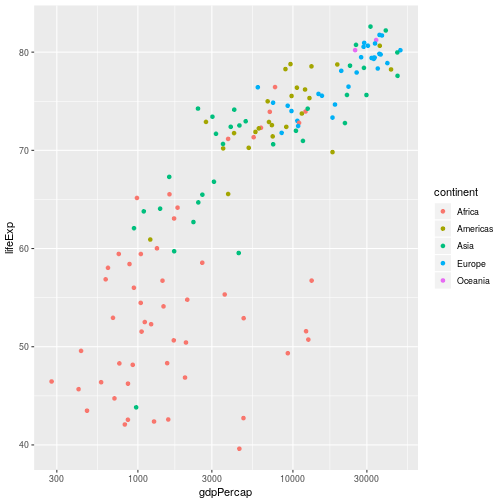 80
70
60
50
40
lifeExp
300
1000
3000
10000
30000
gdpPercap
continent
Africa
Americas
Asia
Europe
Oceania